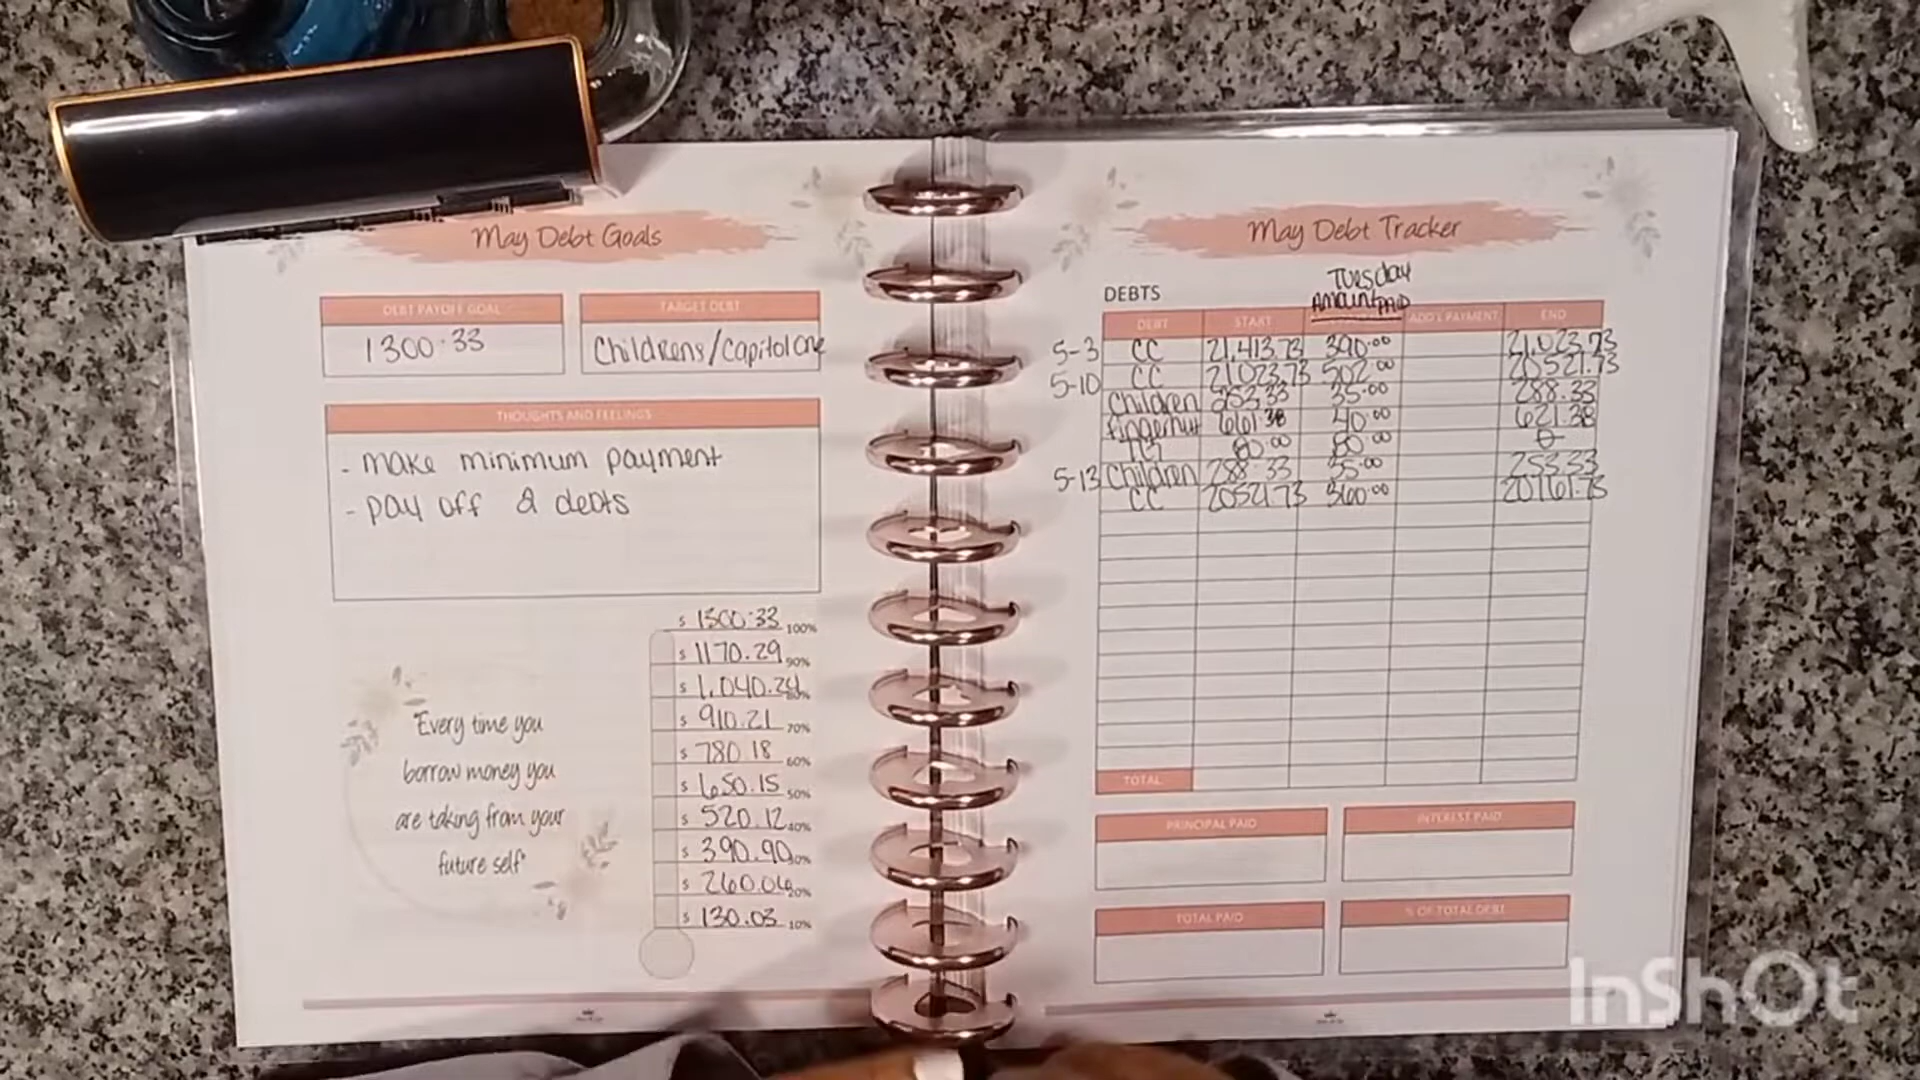 May Debt Goals
DEBT PAYOFF GOAL
TARGET DEBT
1300.33
Childrens/Capitol One
THOUGHTS AND FEELINGS
- make minimum payment
- pay off 2 debts
"Every time you
borrow money you
are taking from your
future self"
$ 1300.33 100%
$ 1170.29 90%
$ 1,040.24 80%
$ 910.21 70%
$ 780.18 60%
$ 650.15 50%
$ 520.12 40%
$ 390.90 30%
$ 260.06 20%
$ 130.03 10%
May Debt Tracker
Tuesday
DEBTS
Amount PAID
DEBT START ADD'L PAYMENT END
5-3 CC 21,413.73 390.00 21,023.73
5-10 CC 21,023.73 502.00 20521.73
Children 253.33 35.00 288.33
fingerhut 661.38 40.00 621.38
80.00 80.00 0
5-13 Children 288.33 35.00 253.33
CC 20521.73 360.00 20161.73
TOTAL
PRINCIPAL PAID
INTEREST PAID
TOTAL PAID
% OF TOTAL DEBT
InShOt